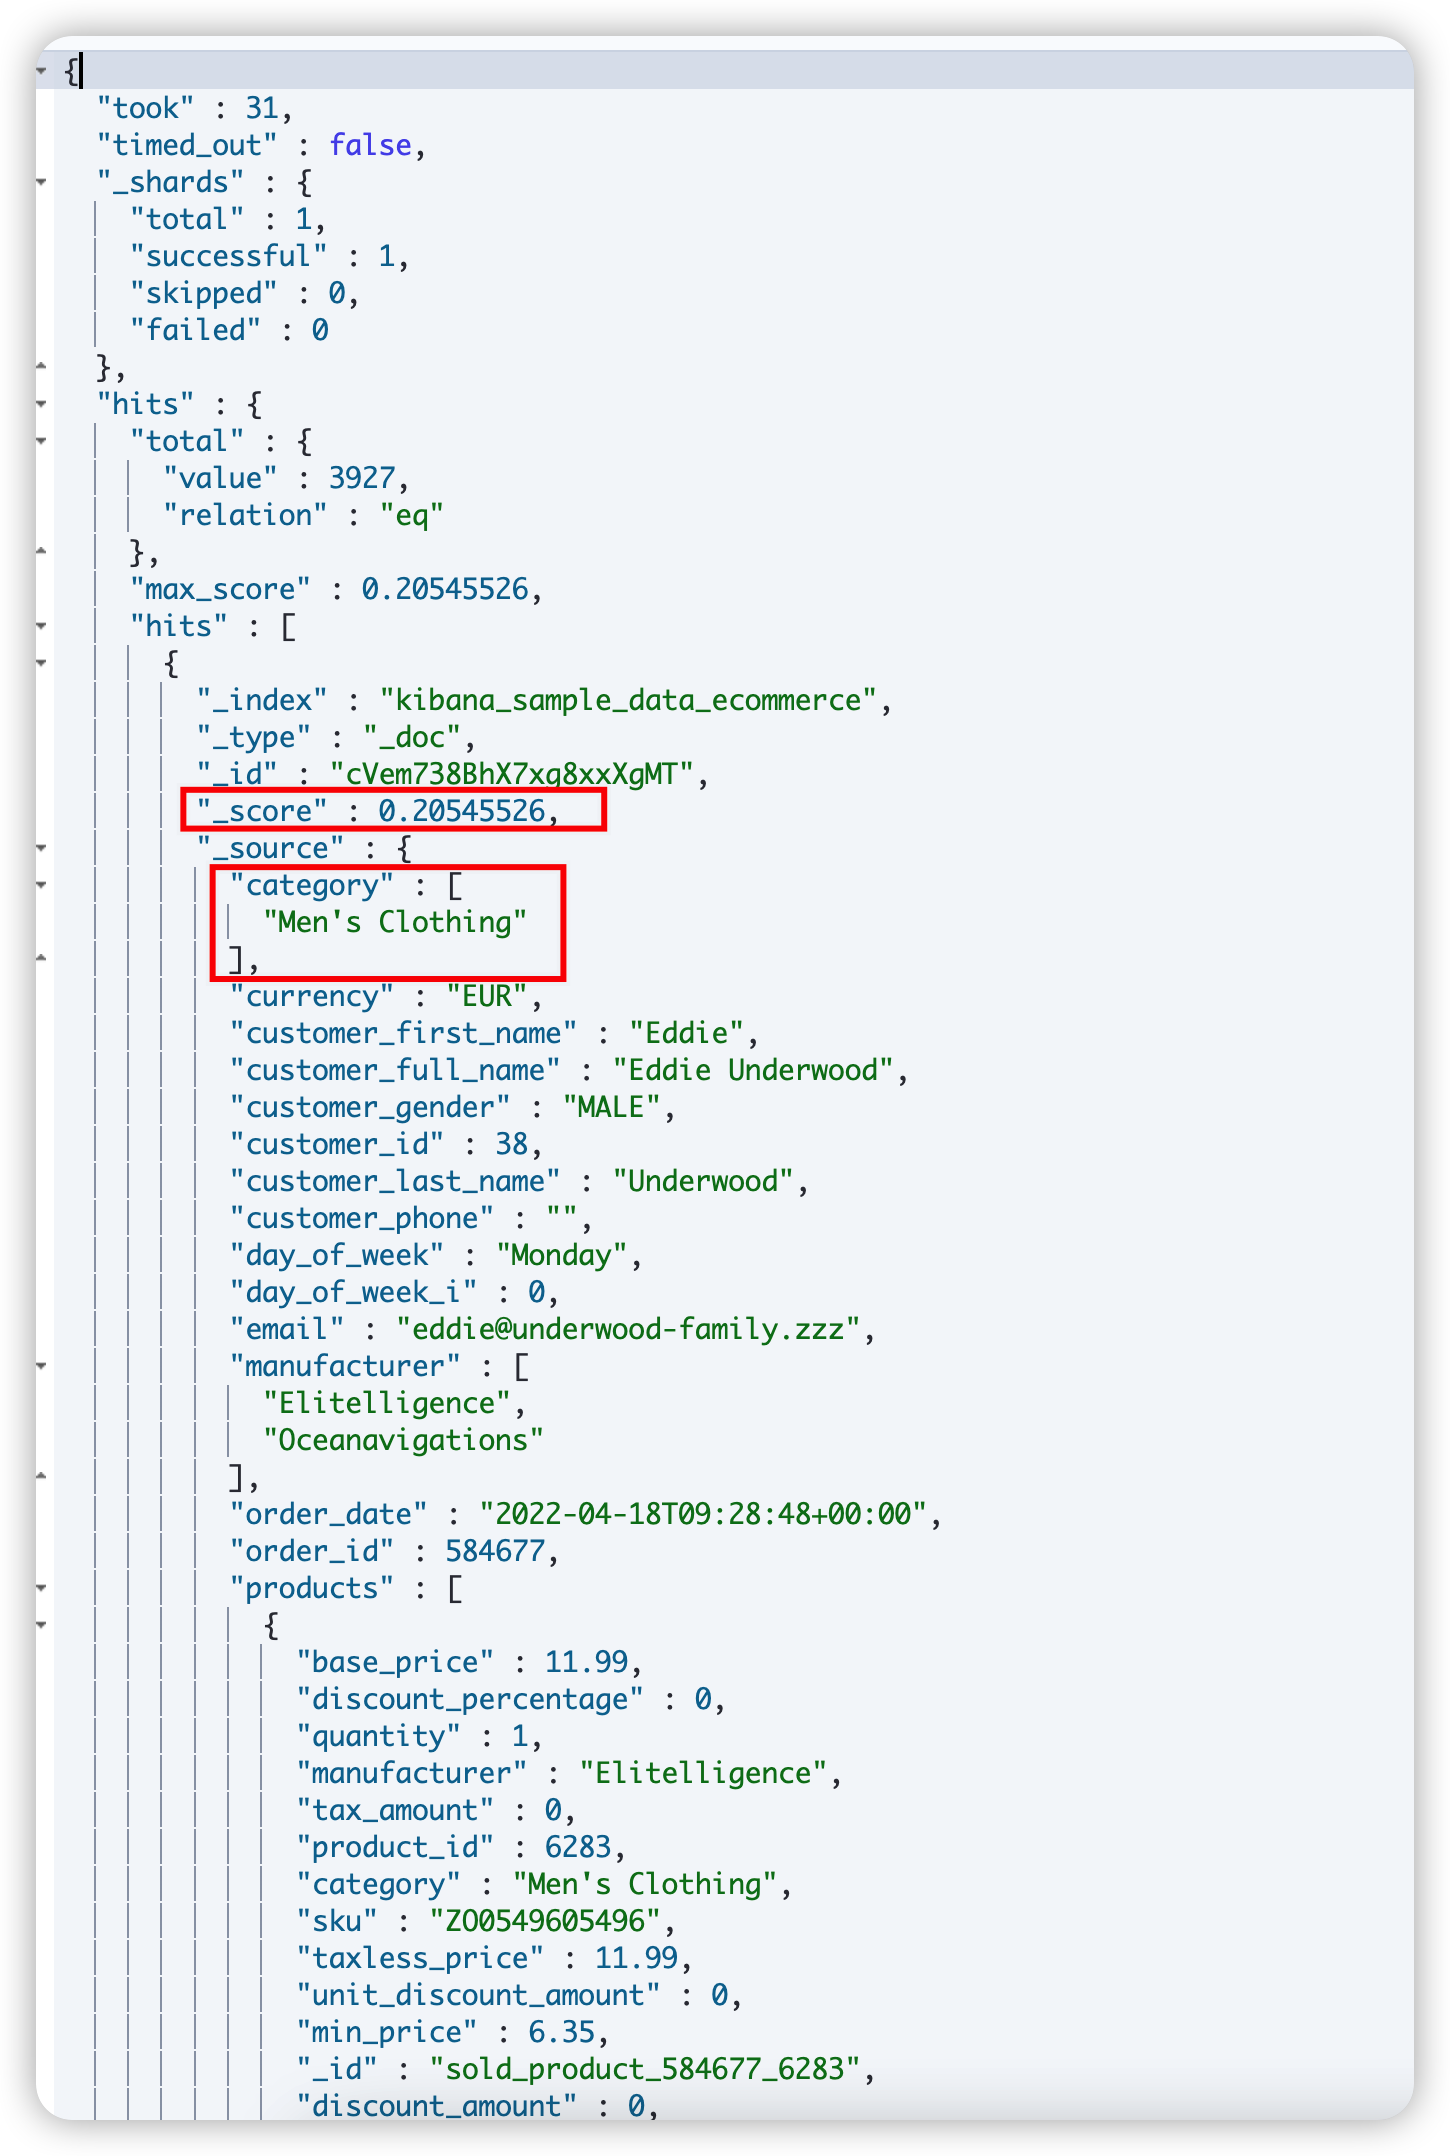 {
"took" : 31,
"timed_out" : false,
"_shards" : {
"total" : 1,
"successful" : 1,
"skipped" : 0,
"failed" : 0
},
"hits" : {
"total" : {
"value" : 3927,
"relation" : "eq"
},
"max_score" : 0.20545526,
"hits" : [
{
"_index" : "kibana_sample_data_ecommerce",
"_type" : "_doc",
"_id" : "cVem738BhX7xg8xxXgMT",
"_score" : 0.20545526,
"_source" : {
"category" : [
"Men's Clothing"
],
"currency" : "EUR",
"customer_first_name" : "Eddie",
"customer_full_name" : "Eddie Underwood",
"customer_gender" : "MALE",
"customer_id" : 38,
"customer_last_name" : "Underwood",
"customer_phone" : "",
"day_of_week" : "Monday",
"day_of_week_i" : 0,
"email" : "eddie@underwood-family.zzz",
"manufacturer" : [
"Elitelligence",
"Oceanavigations"
],
"order_date" : "2022-04-18T09:28:48+00:00",
"order_id" : 584677,
"products" : [
{
"base_price" : 11.99,
"discount_percentage" : 0,
"quantity" : 1,
"manufacturer" : "Elitelligence",
"tax_amount" : 0,
"product_id" : 6283,
"category" : "Men's Clothing",
"sku" : "ZO0549605496",
"taxless_price" : 11.99,
"unit_discount_amount" : 0,
"min_price" : 6.35,
"_id" : "sold_product_584677_6283",
"discount_amount" : 0,